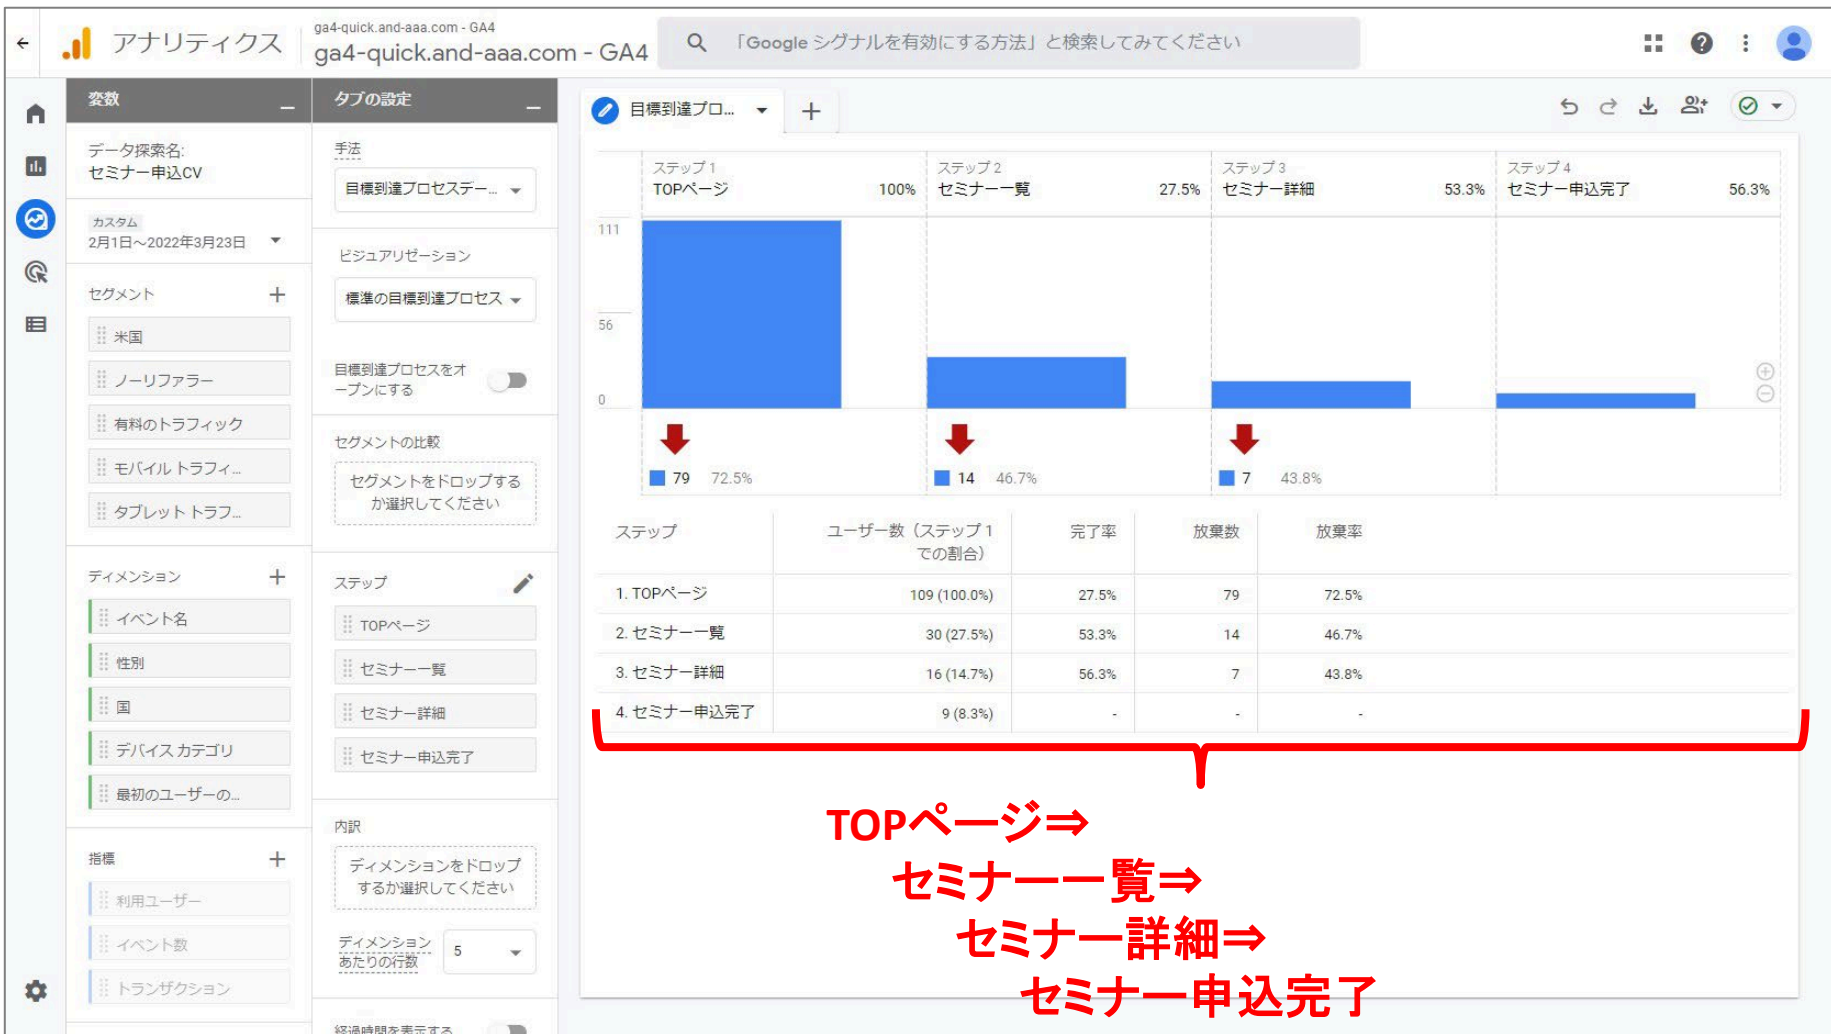 アナリティクス
ga4-quick.and-aaa.com - GA4
ga4-quick.and-aaa.com - GA4
「Google シグナルを有効にする方法」と検索してみてください
変数
データ探索名:
セミナー申込CV
カスタム
2月1日～2022年3月23日
セグメント
米国
ノーリファラー
有料のトラフィック
モバイル トラフィ...
タブレット トラフ...
ディメンション
イベント名
性別
国
デバイス カテゴリ
最初のユーザーの...
指標
利用ユーザー
イベント数
トランザクション
タブの設定
手法
目標到達プロセスデー...
ビジュアリゼーション
標準の目標到達プロセス
目標到達プロセスをオ
ープンにする
セグメントの比較
セグメントをドロップする
か選択してください
ステップ
TOPページ
セミナー一覧
セミナー詳細
セミナー申込完了
内訳
ディメンションをドロップ
するか選択してください
ディメンション
あたりの行数
5
経過時間を表示する
目標到達プロ...
ステップ 1
TOPページ 100%
ステップ 2
セミナー一覧 27.5%
ステップ 3
セミナー詳細 53.3%
ステップ 4
セミナー申込完了 56.3%
111
56
0
79 72.5%
14 46.7%
7 43.8%
ステップ ユーザー数（ステップ 1 完了率 放棄数 放棄率
での割合）
1. TOPページ 109 (100.0%) 27.5% 79 72.5%
2. セミナー一覧 30 (27.5%) 53.3% 14 46.7%
3. セミナー詳細 16 (14.7%) 56.3% 7 43.8%
4. セミナー申込完了 9 (8.3%) - - -
TOPページ⇒
セミナー一覧⇒
セミナー詳細⇒
セミナー申込完了